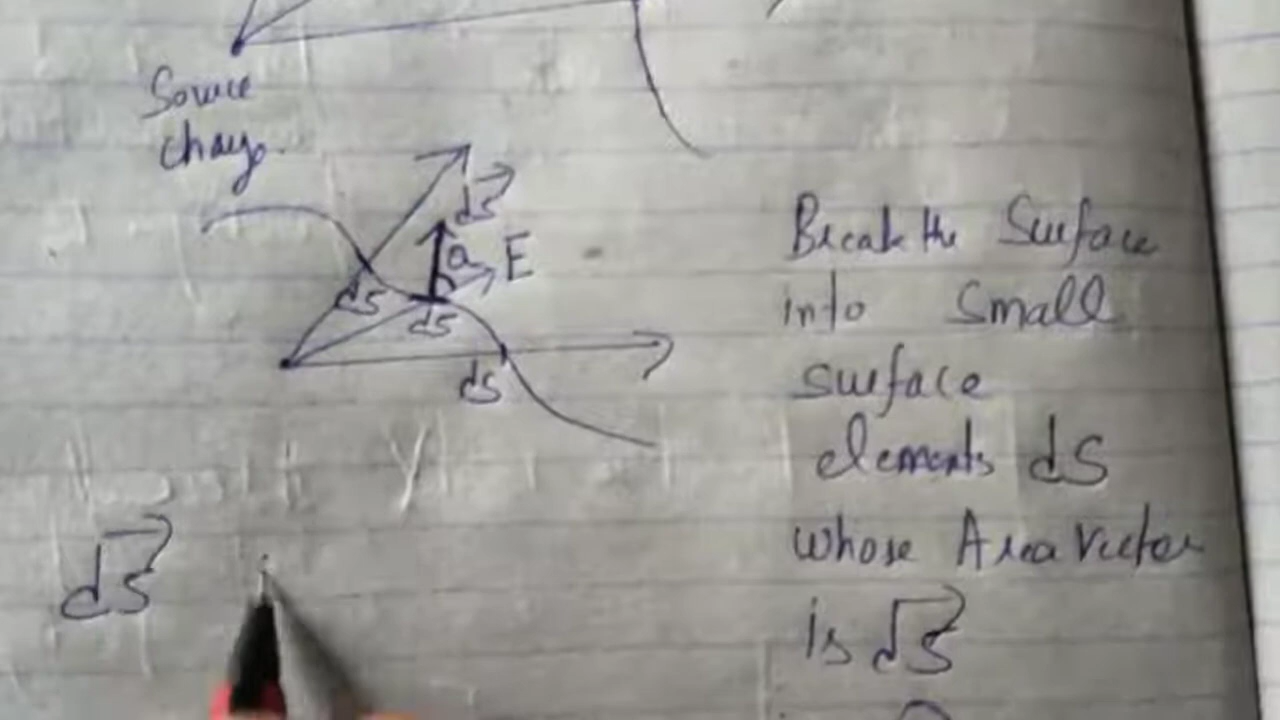 Source
charge.
dS
a
E
dS
dS
dS
Break the Surface
into Small
surface
elements dS
whose Area Vector
is dS
dS